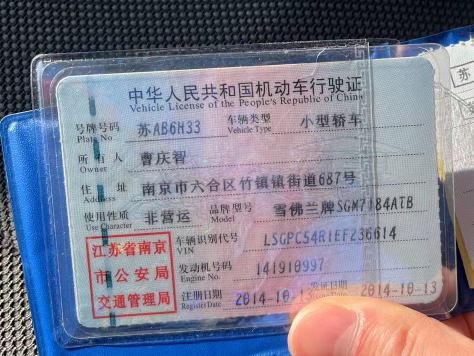 中华人民共和国机动车行驶证
Vehicle License of the People's Republic of China
号牌号码 苏AB6H33 车辆类型 小型轿车
Plate No Vehicle Type
所有人 曹庆智
Owner
住址 南京市六合区竹镇镇街道687号
Address
使用性质 非营运 品牌型号 雪佛兰牌SGM7184ATB
Use Character Model
江苏省南京市公安局交通管理局
车辆识别代号 LSGPC54R1EF236614
VIN
发动机号码 141910997
Engine No.
注册日期 2014-10-13 发证日期 2014-10-13
Register Date
苏